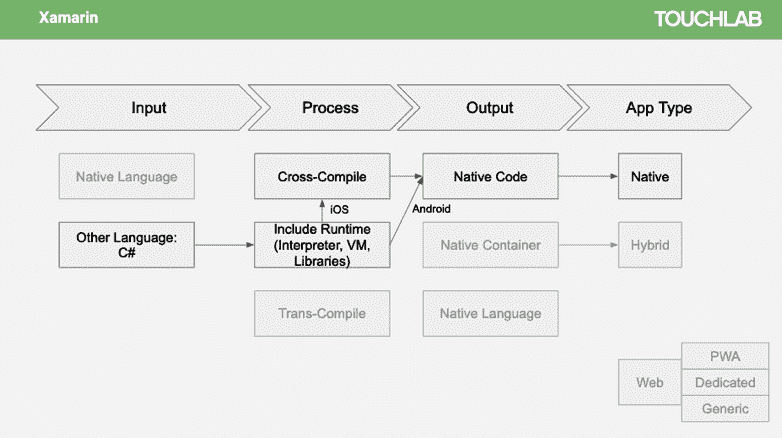 Xamarin
TOUCHLAB
Input
Process
Output
App Type
Native Language
Cross-Compile
Native Code
Native
iOS
Android
Other Language:
C#
Include Runtime
(Interpreter, VM,
Libraries)
Native Container
Hybrid
Trans-Compile
Native Language
Web
PWA
Dedicated
Generic